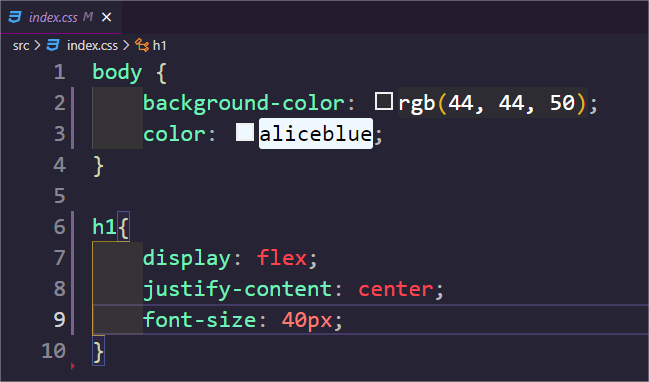 index.css M ×
src > index.css > h1
1 body {
2 background-color: rgb(44, 44, 50);
3 color: aliceblue;
4 }
5
6 h1{
7 display: flex;
8 justify-content: center;
9 font-size: 40px;
10 }